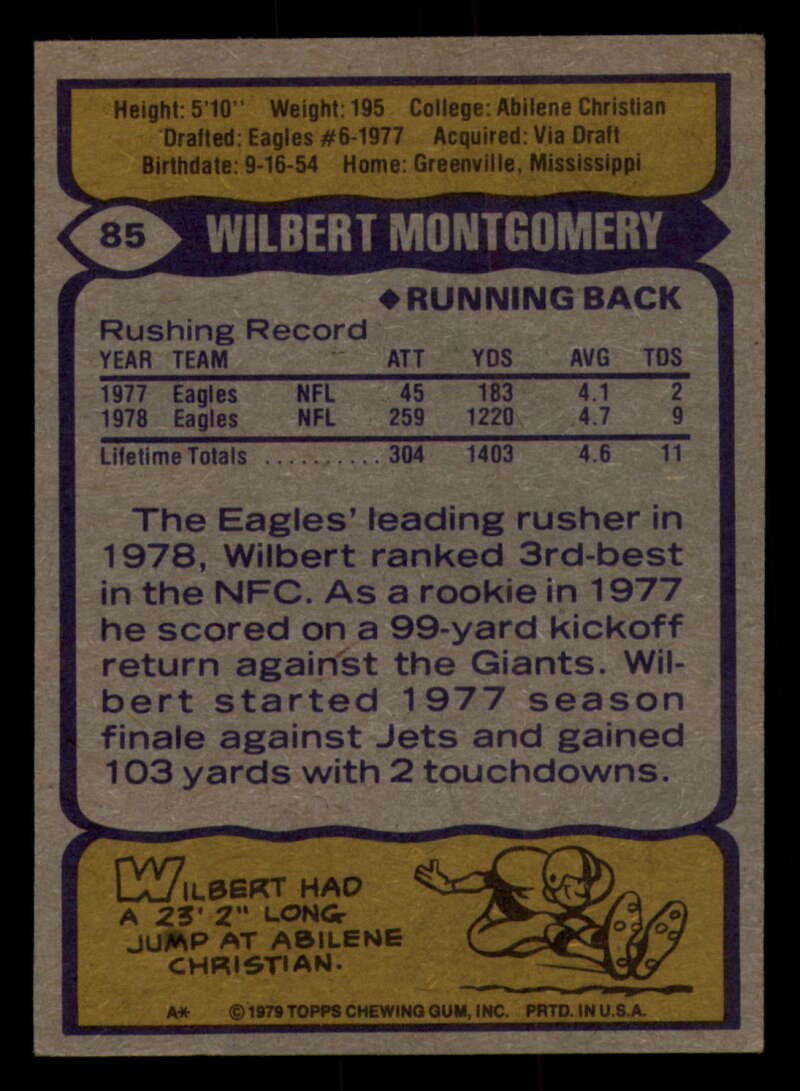 Height: 5'10'' Weight: 195 College: Abilene Christian
Drafted: Eagles #6-1977 Acquired: Via Draft
Birthdate: 9-16-54 Home: Greenville, Mississippi
85 WILBERT MONTGOMERY
◆ RUNNING BACK
Rushing Record
YEAR TEAM ATT YDS AVG TDS
1977 Eagles NFL 45 183 4.1 2
1978 Eagles NFL 259 1220 4.7 9
Lifetime Totals .......... 304 1403 4.6 11
The Eagles' leading rusher in
1978, Wilbert ranked 3rd-best
in the NFC. As a rookie in 1977
he scored on a 99-yard kickoff
return against the Giants. Wil-
bert started 1977 season
finale against Jets and gained
103 yards with 2 touchdowns.
WILBERT HAD
A 23' 2" LONG
JUMP AT ABILENE
CHRISTIAN.
A* © 1979 TOPPS CHEWING GUM, INC. PRTD. IN U.S.A.